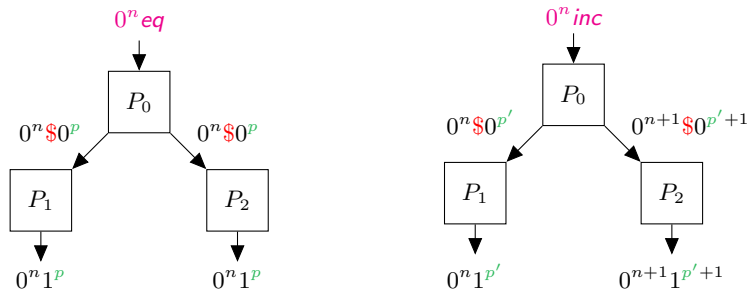 0^n eq 0^n inc
P_0 P_0
0^n$0^p 0^n$0^p 0^n$0^{p'} 0^{n+1}$0^{p'+1}
P_1 P_2 P_1 P_2
0^n1^p 0^n1^p 0^n1^{p'} 0^{n+1}1^{p'+1}